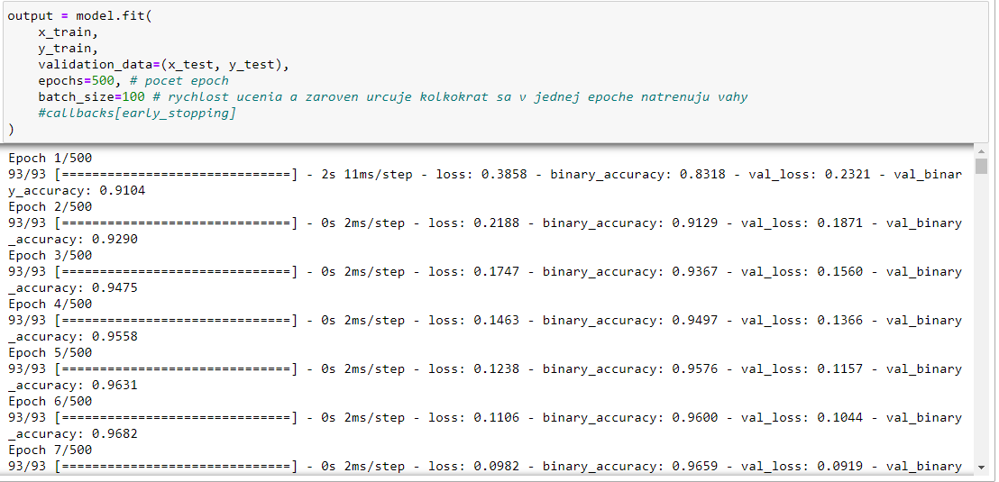 output = model.fit(
    x_train,
    y_train,
    validation_data=(x_test, y_test),
    epochs=500, # pocet epoch
    batch_size=100 # rychlost ucenia a zaroven urcuje kolkokrat sa v jednej epoche natrenuju vahy
    #callbacks[early_stopping]
)
Epoch 1/500
93/93 [==============================] - 2s 11ms/step - loss: 0.3858 - binary_accuracy: 0.8318 - val_loss: 0.2321 - val_binar
y_accuracy: 0.9104
Epoch 2/500
93/93 [==============================] - 0s 2ms/step - loss: 0.2188 - binary_accuracy: 0.9129 - val_loss: 0.1871 - val_binary
_accuracy: 0.9290
Epoch 3/500
93/93 [==============================] - 0s 2ms/step - loss: 0.1747 - binary_accuracy: 0.9367 - val_loss: 0.1560 - val_binary
_accuracy: 0.9475
Epoch 4/500
93/93 [==============================] - 0s 2ms/step - loss: 0.1463 - binary_accuracy: 0.9497 - val_loss: 0.1366 - val_binary
_accuracy: 0.9558
Epoch 5/500
93/93 [==============================] - 0s 2ms/step - loss: 0.1238 - binary_accuracy: 0.9576 - val_loss: 0.1157 - val_binary
_accuracy: 0.9631
Epoch 6/500
93/93 [==============================] - 0s 2ms/step - loss: 0.1106 - binary_accuracy: 0.9600 - val_loss: 0.1044 - val_binary
_accuracy: 0.9682
Epoch 7/500
93/93 [==============================] - 0s 2ms/step - loss: 0.0982 - binary_accuracy: 0.9659 - val_loss: 0.0919 - val_binary